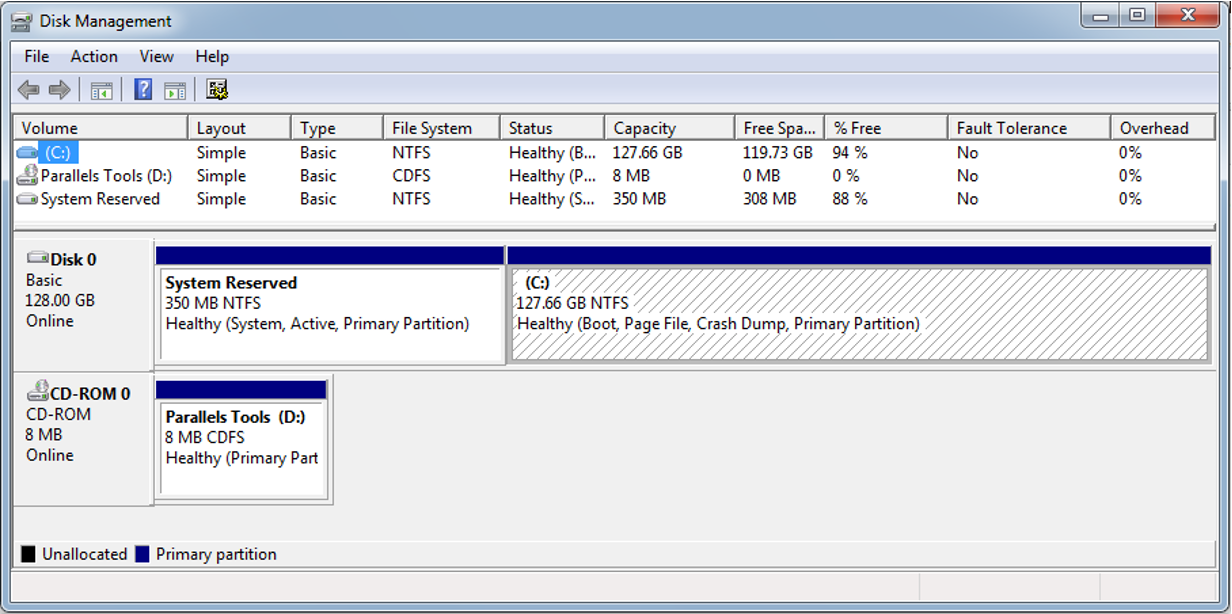 Disk Management
File Action View Help
Volume Layout Type File System Status Capacity Free Spa... % Free Fault Tolerance Overhead
(C:) Simple Basic NTFS Healthy (B... 127.66 GB 119.73 GB 94 % No 0%
Parallels Tools (D:) Simple Basic CDFS Healthy (P... 8 MB 0 MB 0 % No 0%
System Reserved Simple Basic NTFS Healthy (S... 350 MB 308 MB 88 % No 0%
Disk 0
Basic
128.00 GB
Online
System Reserved
350 MB NTFS
Healthy (System, Active, Primary Partition)
(C:)
127.66 GB NTFS
Healthy (Boot, Page File, Crash Dump, Primary Partition)
CD-ROM 0
CD-ROM
8 MB
Online
Parallels Tools (D:)
8 MB CDFS
Healthy (Primary Part
Unallocated Primary partition